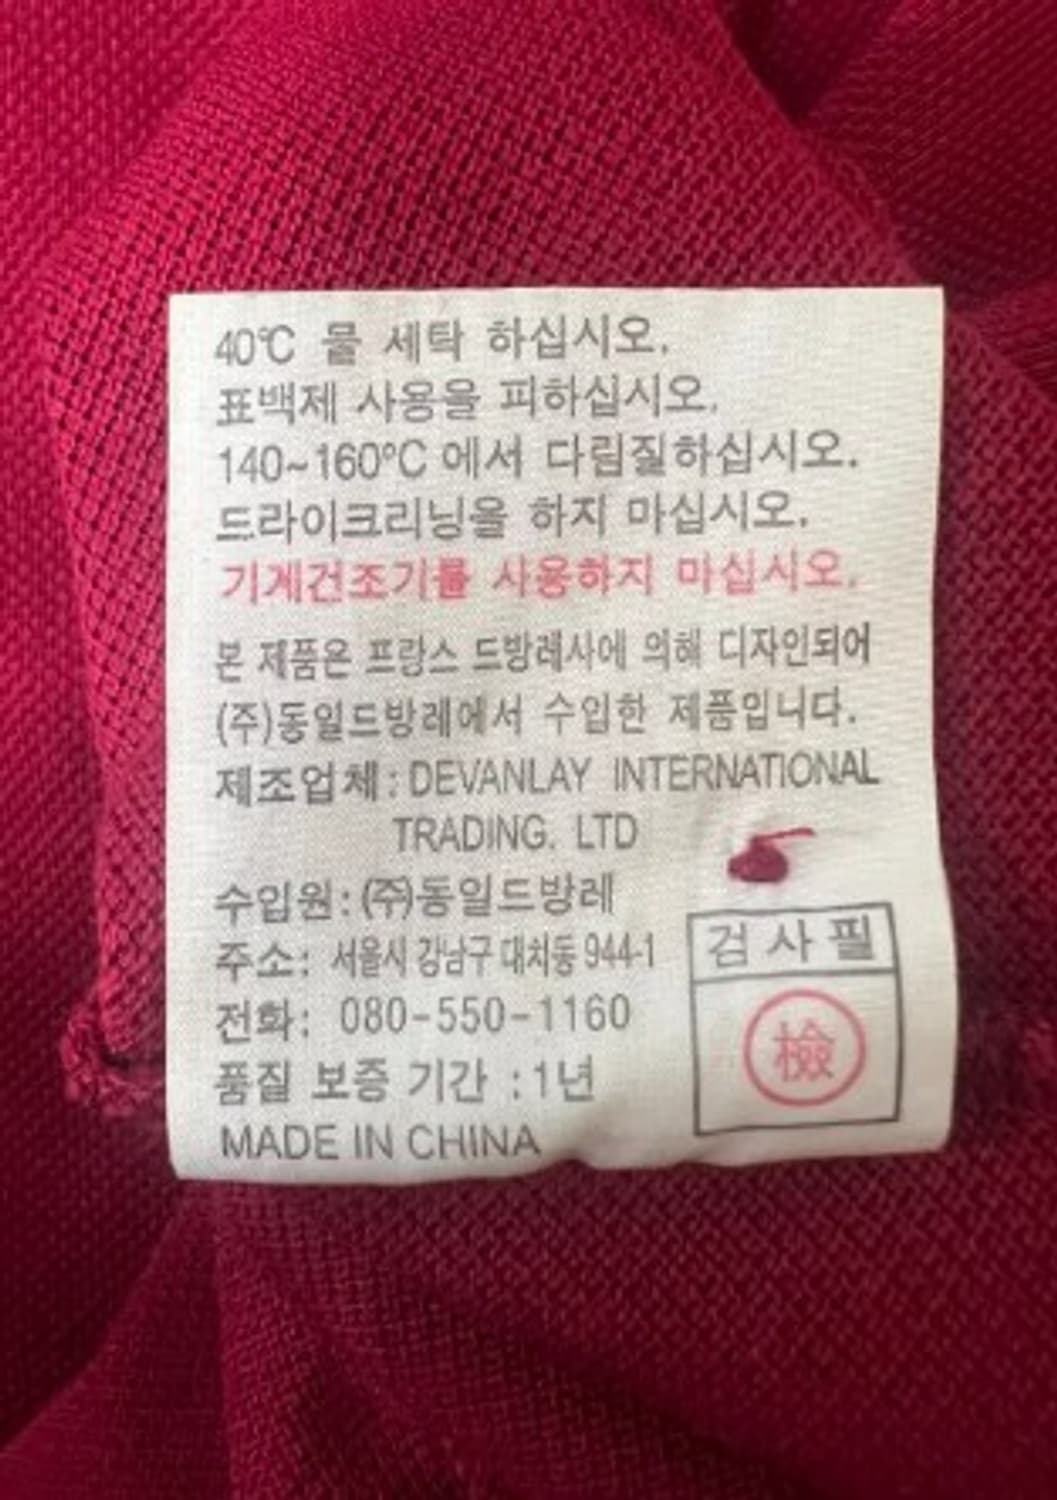 40℃ 물 세탁 하십시오.
표백제 사용을 피하십시오.
140~160°C 에서 다림질하십시오.
드라이크리닝을 하지 마십시오.
기계건조기를 사용하지 마십시오.
본 제품은 프랑스 드방레사에 의해 디자인되어
(주)동일드방레에서 수입한 제품입니다.
제조업체: DEVANLAY INTERNATIONAL
TRADING. LTD
수입원: (주)동일드방레
주소: 서울시 강남구 대치동 944-1
전화: 080-550-1160
품질 보증 기간 : 1년
MADE IN CHINA
검사필
檢